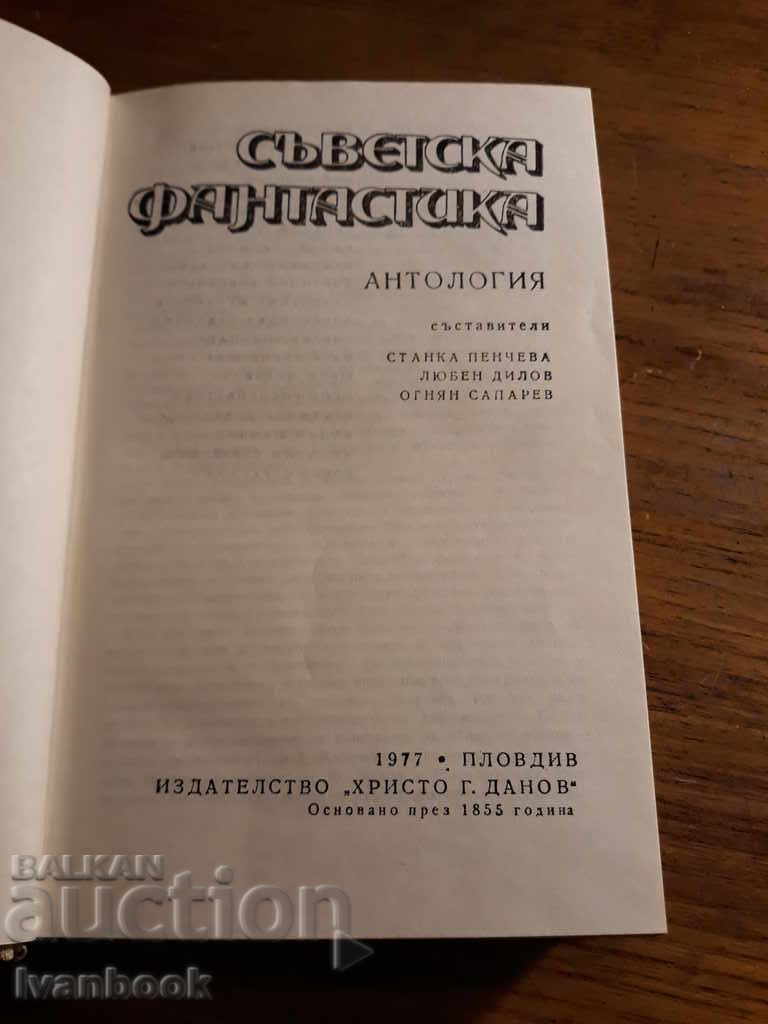 СЪВЕТСКА
ФАНТАСТИКА
АНТОЛОГИЯ
съставители
СТАНКА ПЕНЧЕВА
ЛЮБЕН ДИЛОВ
ОГНЯН САПАРЕВ
1977 • ПЛОВДИВ
ИЗДАТЕЛСТВО „ХРИСТО Г. ДАНОВ“
Основано през 1855 година
BALKAN
auction
Ivanbook